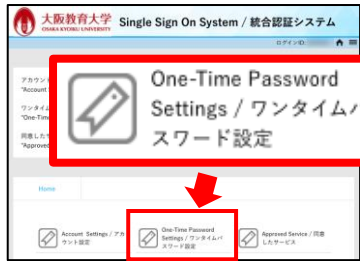 大阪教育大学 Single Sign On System / 統合認証システム
OSAKA KYOIKU UNIVERSITY
ログインID:
アカウント
"Account S
ワンタイム
"One-Time
同意した
"Approved
One-Time Password
Settings / ワンタイムパ
スワード設定
Home
Account Settings / アカ
ウント設定
One-Time Password
Settings / ワンタイムパ
スワード設定
Approved Service / 同意
したサービス